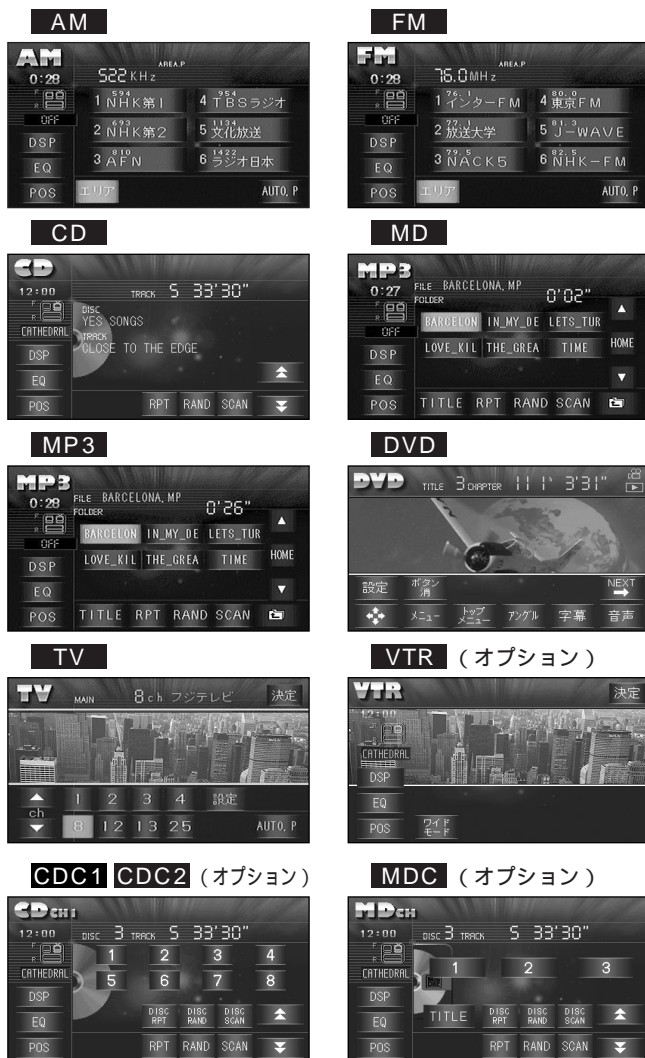 AM
FM
AM
AREA.P
0:28
522 KHz
F
R
OFF
594
1 NHK第1
954
4 TBSラジオ
693
2 NHK第2
1134
5 文化放送
810
3 AFN
1422
6 ラジオ日本
DSP
EQ
POS
エリア
AUTO.P
FM
AREA.P
0:28
76.0MHz
F
R
OFF
76.1
1 インターFM
80.0
4 東京FM
77.1
2 放送大学
81.3
5 J-WAVE
79.5
3 NACK5
82.5
6 NHK-FM
DSP
EQ
POS
エリア
AUTO.P
CD
MD
CD
12:00
TRACK 5 33'30"
F
R
CATHEDRAL
DISC
YES SONGS
TRACK
CLOSE TO THE EDGE
DSP
EQ
POS
RPT RAND SCAN
MP3
0:27
FILE BARCELONA.MP
FOLDER
0'02"
F
R
OFF
BARCELON IN_MY_DE LETS_TUR
LOVE_KIL THE_GREA TIME
HOME
DSP
EQ
POS
TITLE RPT RAND SCAN
MP3
DVD
MP3
0:28
FILE BARCELONA.MP
FOLDER
0'26"
F
R
OFF
BARCELON IN_MY_DE LETS_TUR
LOVE_KIL THE_GREA TIME
HOME
DSP
EQ
POS
TITLE RPT RAND SCAN
DVD
TITLE 3 CHAPTER 111 1h 3'31"
設定
ボタン消
NEXT
メニュー
トップメニュー
アングル
字幕
音声
TV
VTR (オプション)
TV
MAIN
8ch フジテレビ
決定
ch
1 2 3 4 設定
8 12 13 25
AUTO.P
VTR
決定
12:00
F
R
CATHEDRAL
DSP
EQ
POS
ワイドモード
CDC1 CDC2 (オプション)
MDC (オプション)
CDCH1
12:00
DISC 3 TRACK 5 33'30"
F
R
CATHEDRAL
1 2 3 4
5 6 7 8
DSP
EQ
POS
DISC RPT
DISC RAND
DISC SCAN
RPT RAND SCAN
MDCH
12:00
DISC 3 TRACK 5 33'30"
F
R
CATHEDRAL
1 2 3
DSP
EQ
POS
TITLE
DISC RPT
DISC RAND
DISC SCAN
RPT RAND SCAN